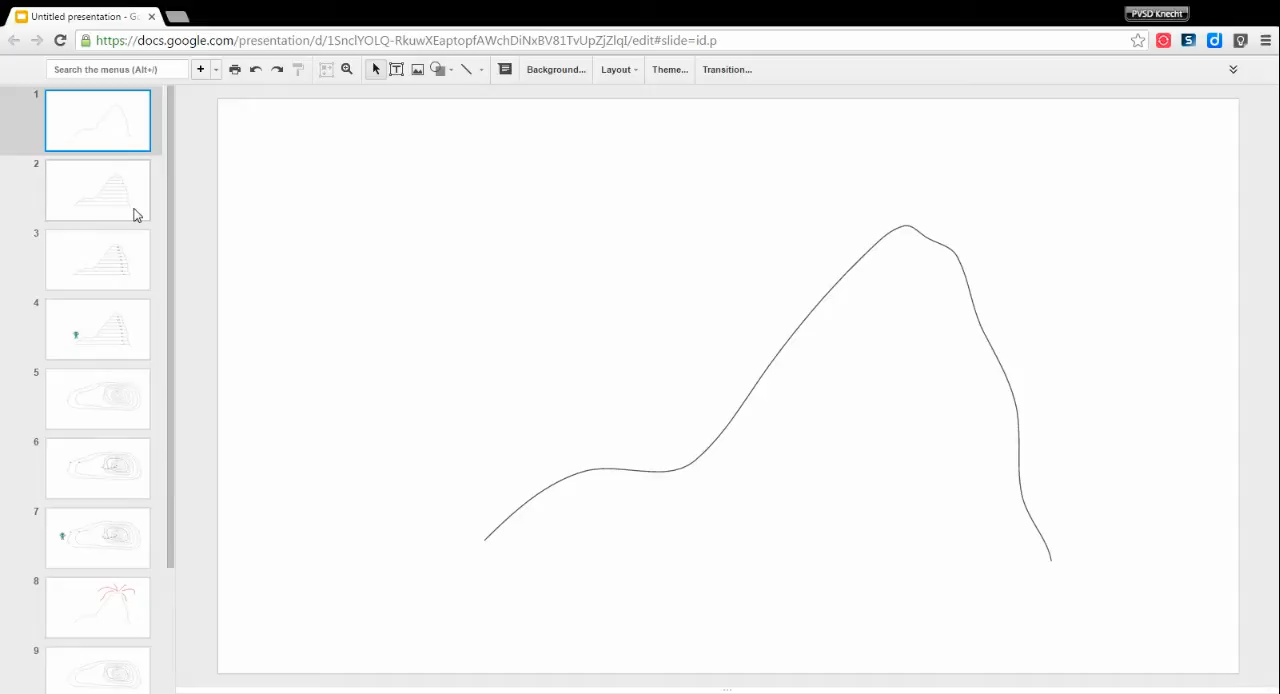 Untitled presentation - Go
PVSD Knecht
https://docs.google.com/presentation/d/1SnclYOLQ-RkuwXEaptopfAWchDiNxBV81TvUpZjZlqI/edit#slide=id.p
Search the menus (Alt+/)
Background...
Layout
Theme...
Transition...
1
2
3
4
5
6
7
8
9